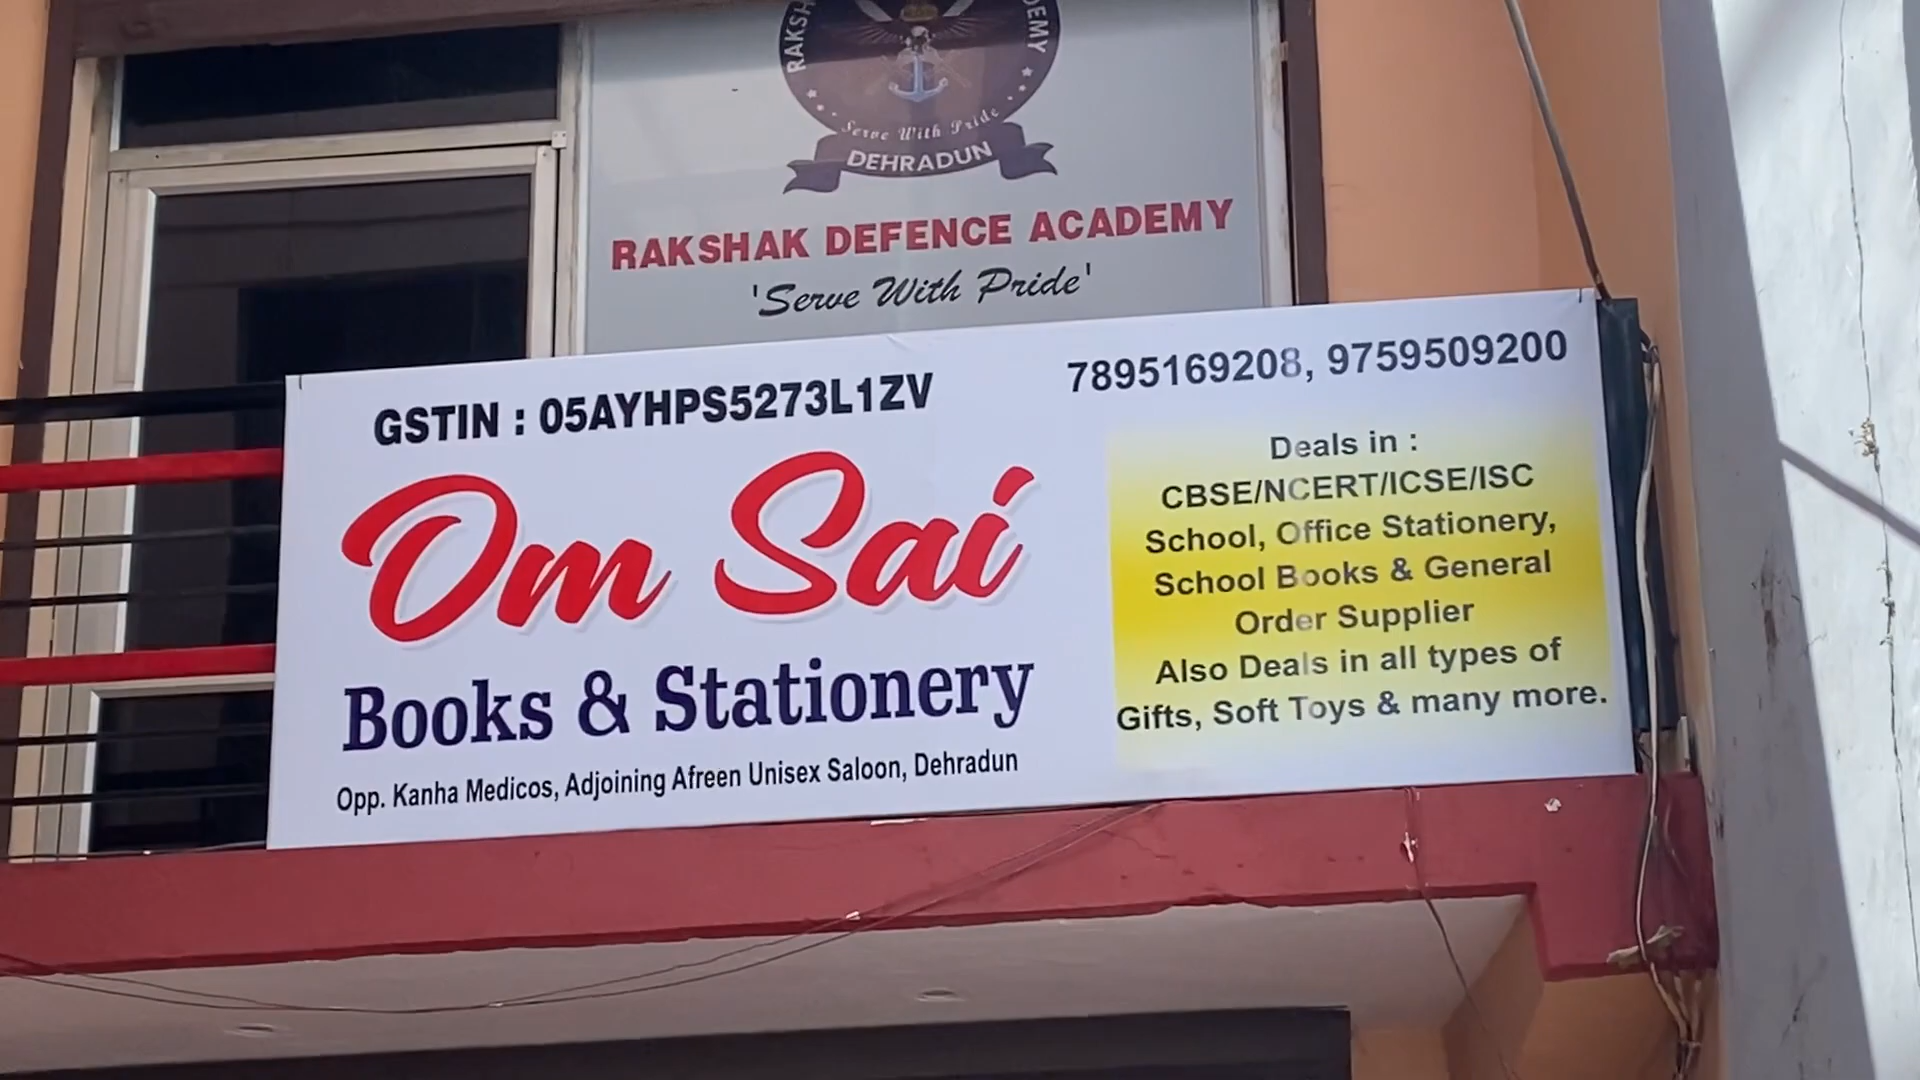 Serve With Pride
DEHRADUN
RAKSHAK DEFENCE ACADEMY
'Serve With Pride'
GSTIN : 05AYHPS5273L1ZV
7895169208, 9759509200
Om Sai
Books & Stationery
Opp. Kanha Medicos, Adjoining Afreen Unisex Saloon, Dehradun
Deals in :
CBSE/NCERT/ICSE/ISC
School, Office Stationery,
School Books & General
Order Supplier
Also Deals in all types of
Gifts, Soft Toys & many more.